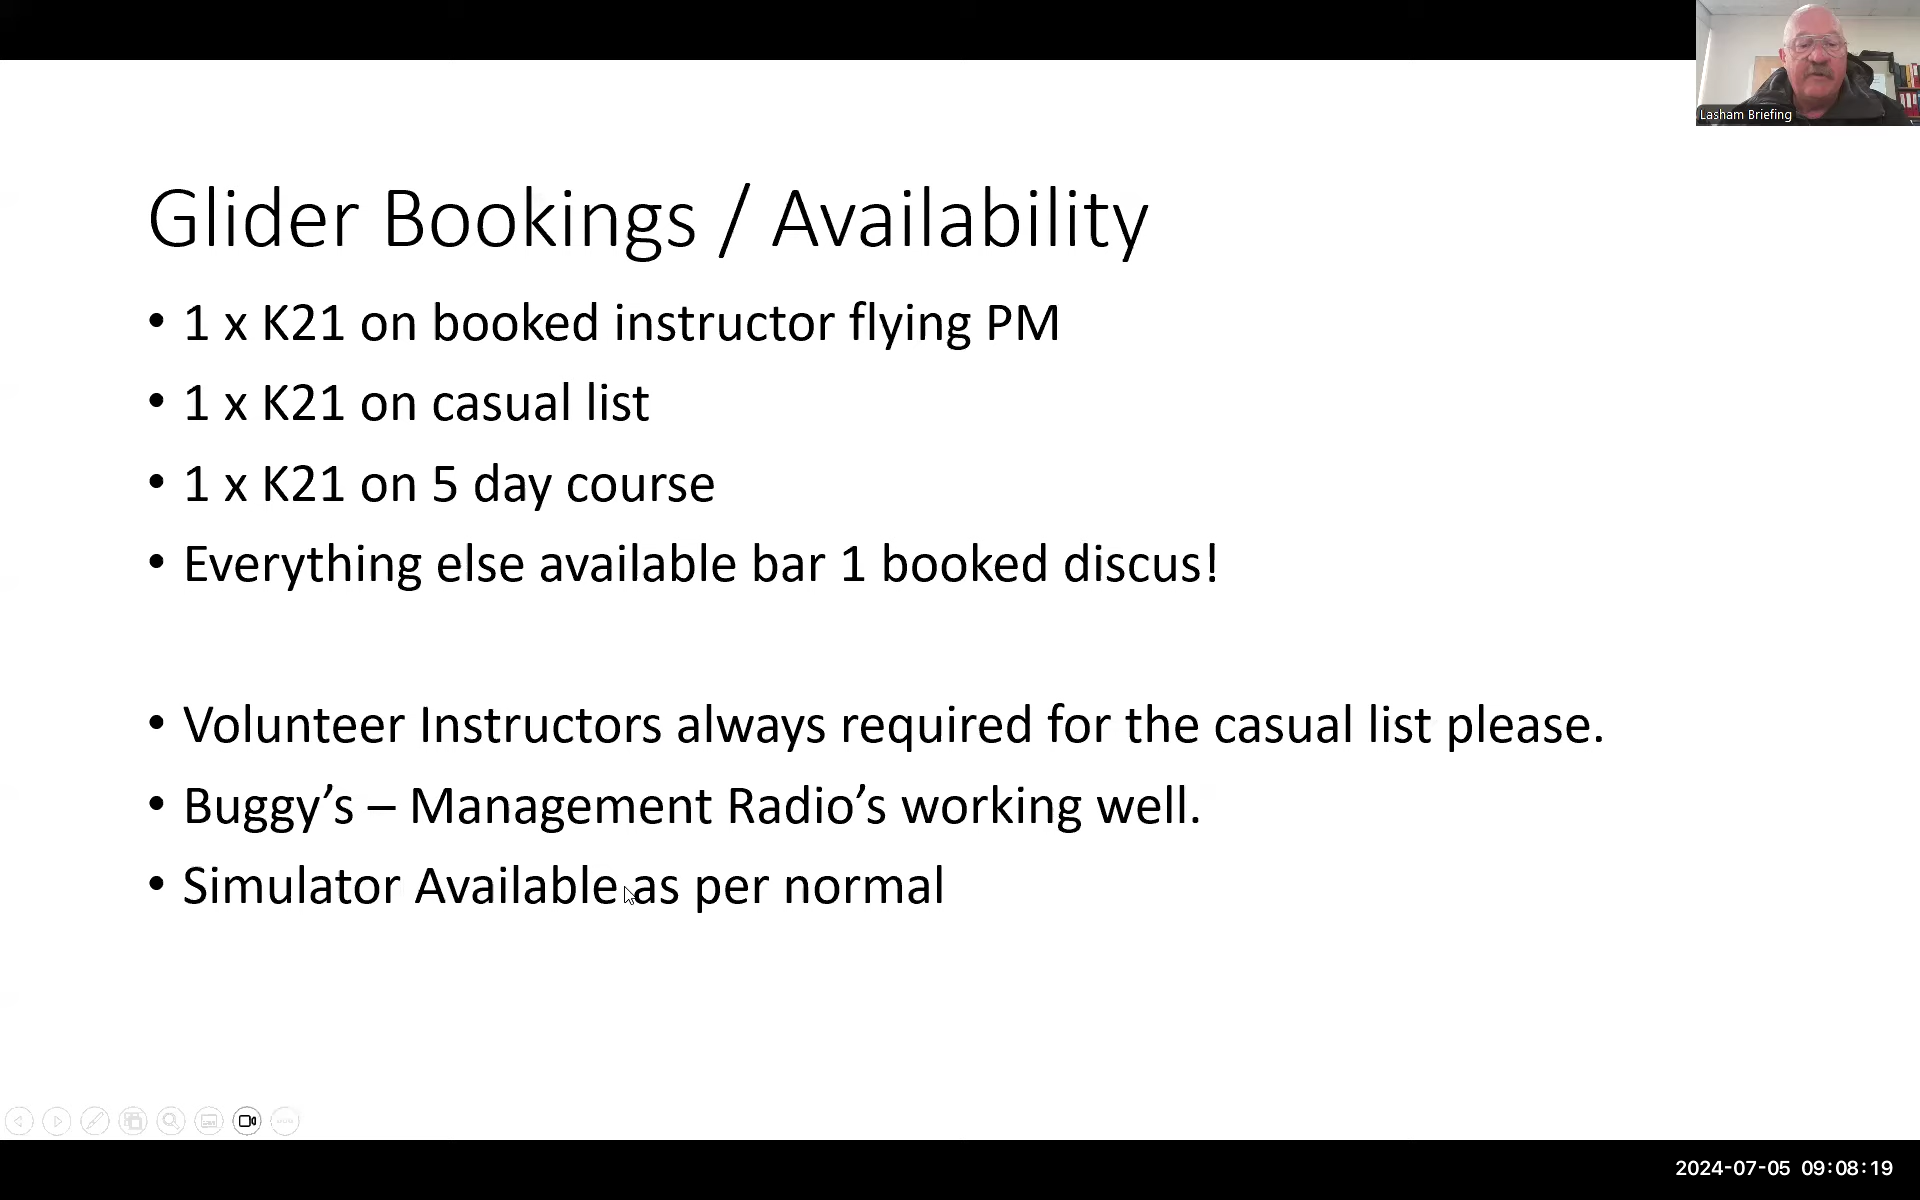 Lasham Briefing
Glider Bookings / Availability
• 1 x K21 on booked instructor flying PM
• 1 x K21 on casual list
• 1 x K21 on 5 day course
• Everything else available bar 1 booked discus!
• Volunteer Instructors always required for the casual list please.
• Buggy’s – Management Radio’s working well.
• Simulator Available as per normal
2024-07-05 09:08:19